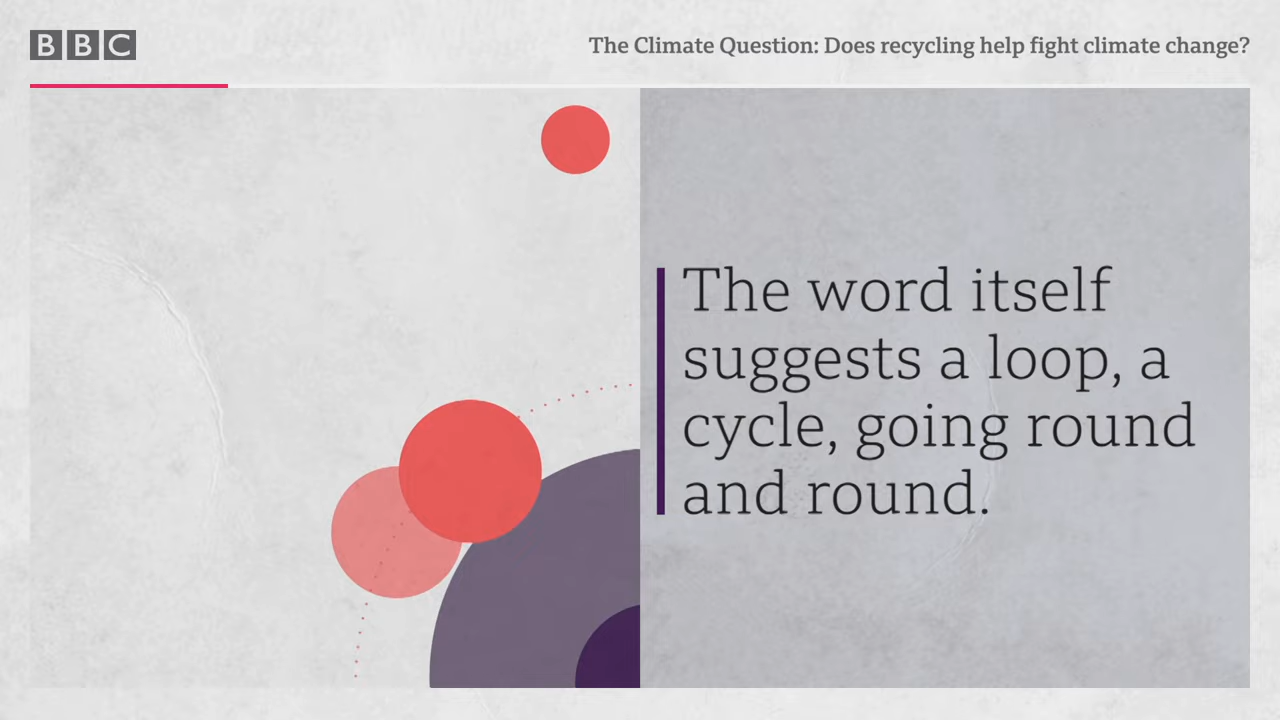 BBC
The Climate Question: Does recycling help fight climate change?
The word itself
suggests a loop, a
cycle, going round
and round.